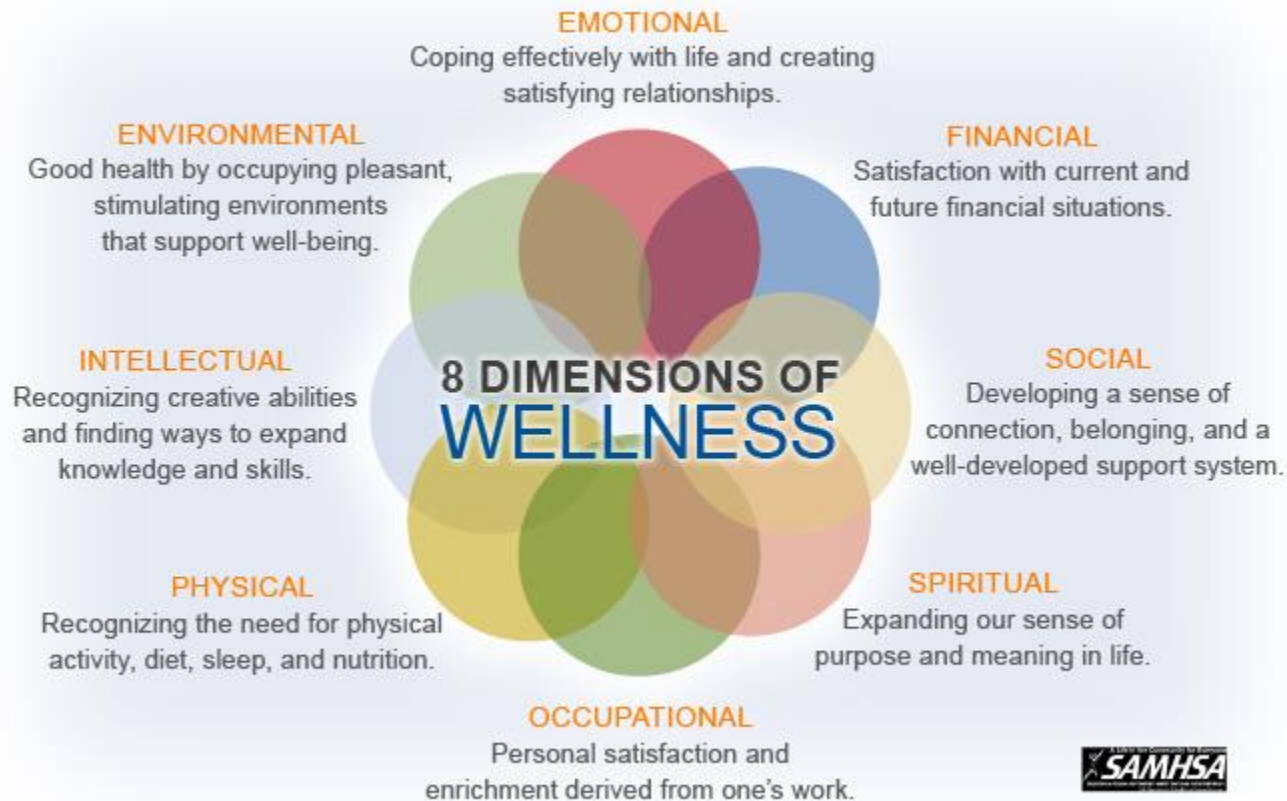 EMOTIONAL
Coping effectively with life and creating
satisfying relationships.
ENVIRONMENTAL
Good health by occupying pleasant,
stimulating environments
that support well-being.
FINANCIAL
Satisfaction with current and
future financial situations.
INTELLECTUAL
Recognizing creative abilities
and finding ways to expand
knowledge and skills.
8 DIMENSIONS OF
WELLNESS
SOCIAL
Developing a sense of
connection, belonging, and a
well-developed support system.
PHYSICAL
Recognizing the need for physical
activity, diet, sleep, and nutrition.
SPIRITUAL
Expanding our sense of
purpose and meaning in life.
OCCUPATIONAL
Personal satisfaction and
enrichment derived from one's work.
SAMHSA